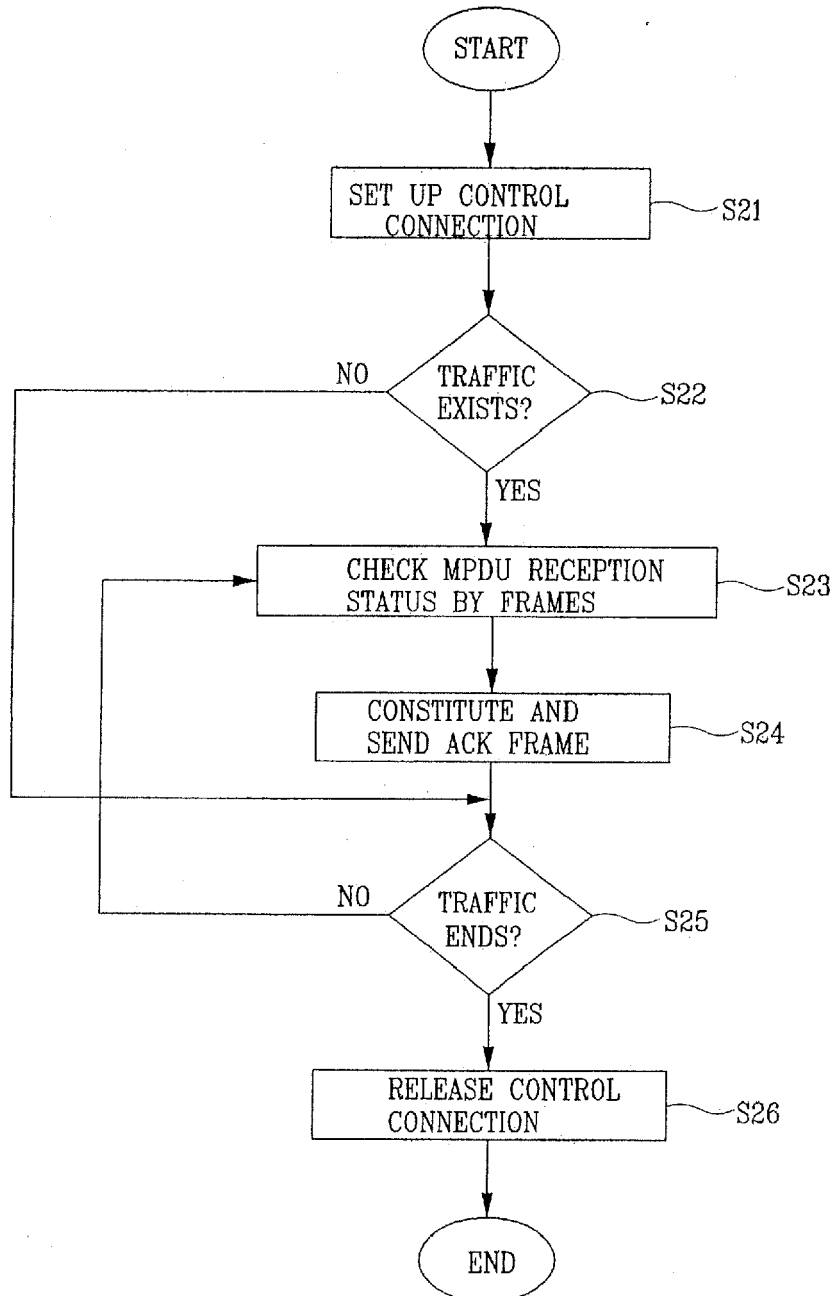 START
SET UP CONTROL
CONNECTION
S21
NO
TRAFFIC
EXISTS?
S22
YES
CHECK MPDU RECEPTION
STATUS BY FRAMES
S23
CONSTITUTE AND
SEND ACK FRAME
S24
NO
TRAFFIC
ENDS?
S25
YES
RELEASE CONTROL
CONNECTION
S26
END